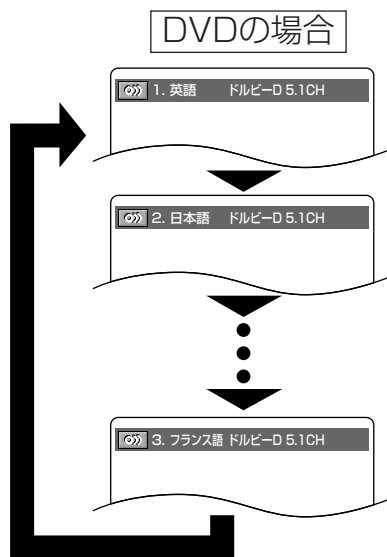 DVDの場合
1. 英語 ドルビーD 5.1CH
2. 日本語 ドルビーD 5.1CH
3. フランス語 ドルビーD 5.1CH